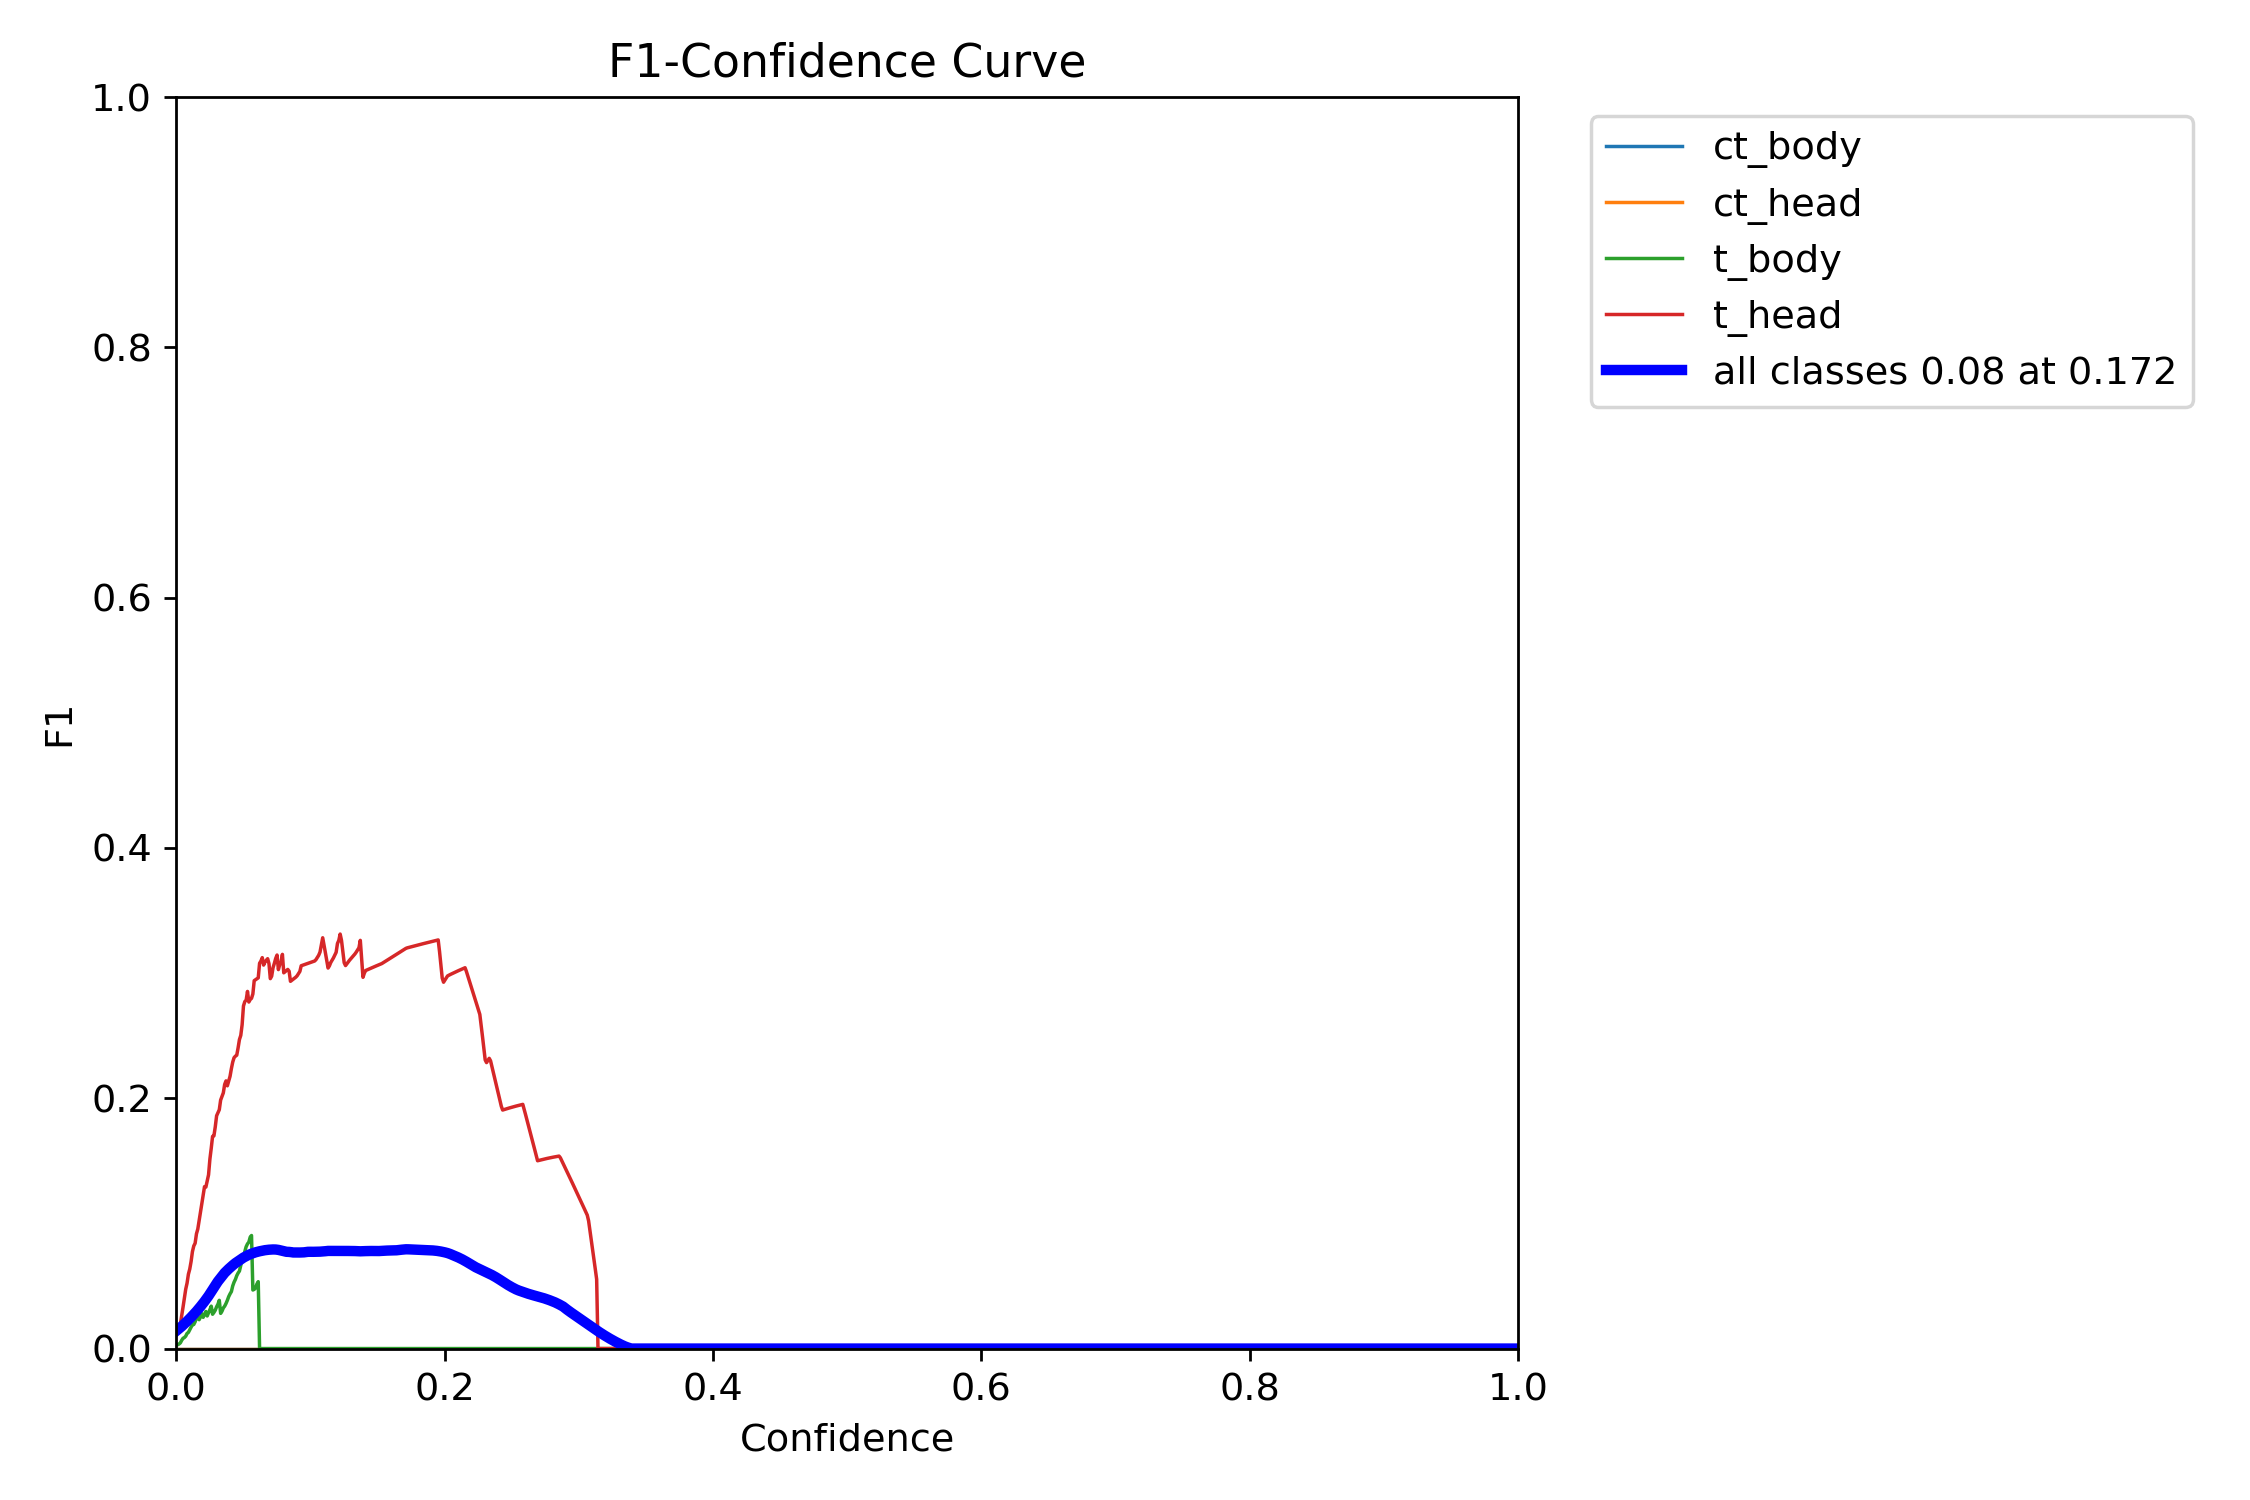 F1-Confidence Curve
1.0
0.8
0.6
0.4
0.2
0.0
F1
0.0 0.2 0.4 0.6 0.8 1.0
Confidence
ct_body
ct_head
t_body
t_head
all classes 0.08 at 0.172